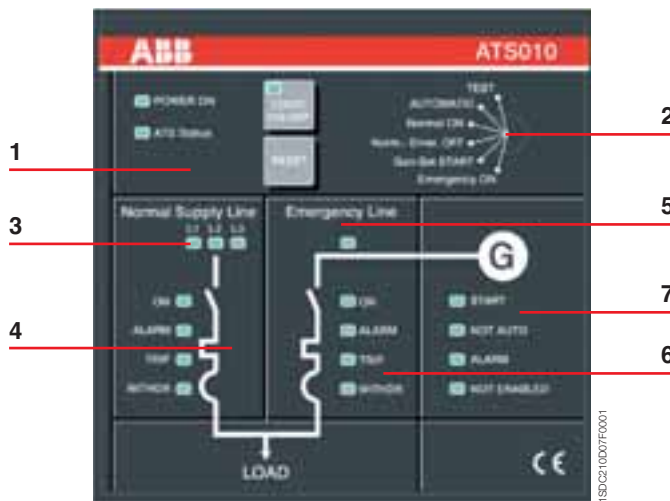 ABB ATS010
POWER ON
ATS Status
LOGIC
RESET
TEST
AUTOMATIC
Normal ON
Norm.- Emer. OFF
Gen-Set START
Emergency ON
1
2
3
4
5
6
7
Normal Supply Line
L1 L2 L3
ON
ALARM
TRIP
WITHDR
Emergency Line
ON
ALARM
TRIP
WITHDR
G
START
NOT AUTO
ALARM
NOT ENABLED
LOAD
CE
1SDC210D07F0001